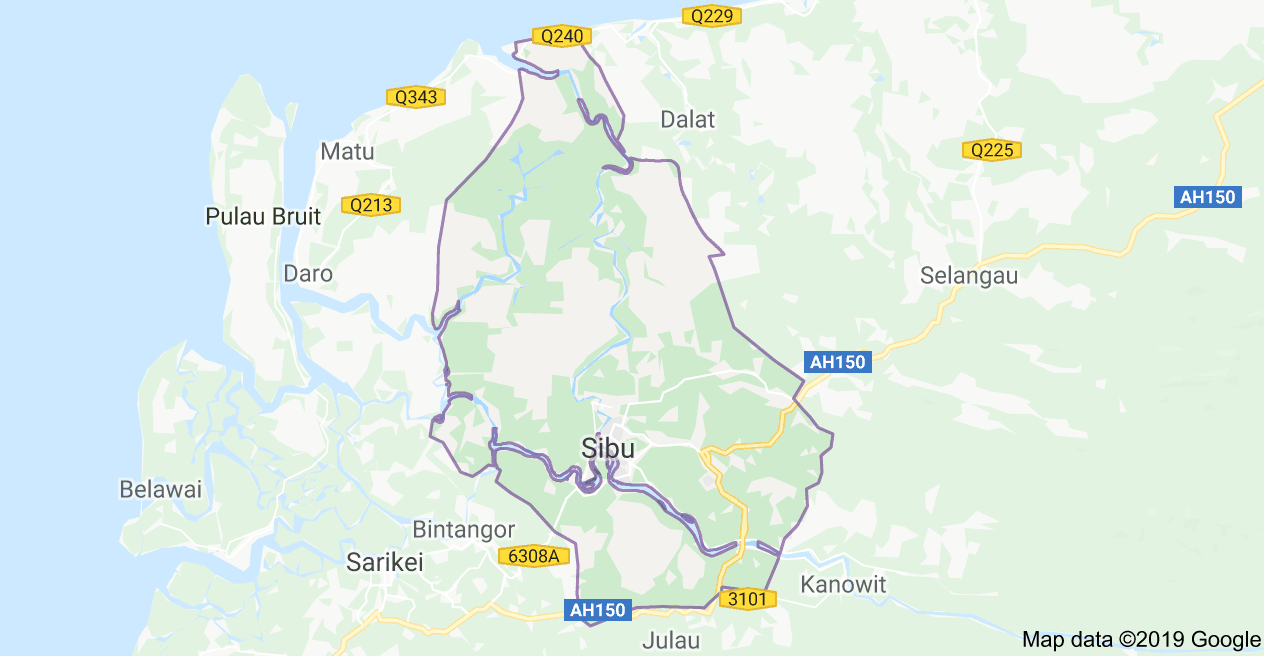 Q229
Q240
Q343
Dalat
Matu
Q225
AH150
Q213
Pulau Bruit
Daro
Selangau
AH150
Sibu
Belawai
Bintangor
6308A
Sarikei
Kanowit
3101
AH150
Julau
Map data ©2019 Google